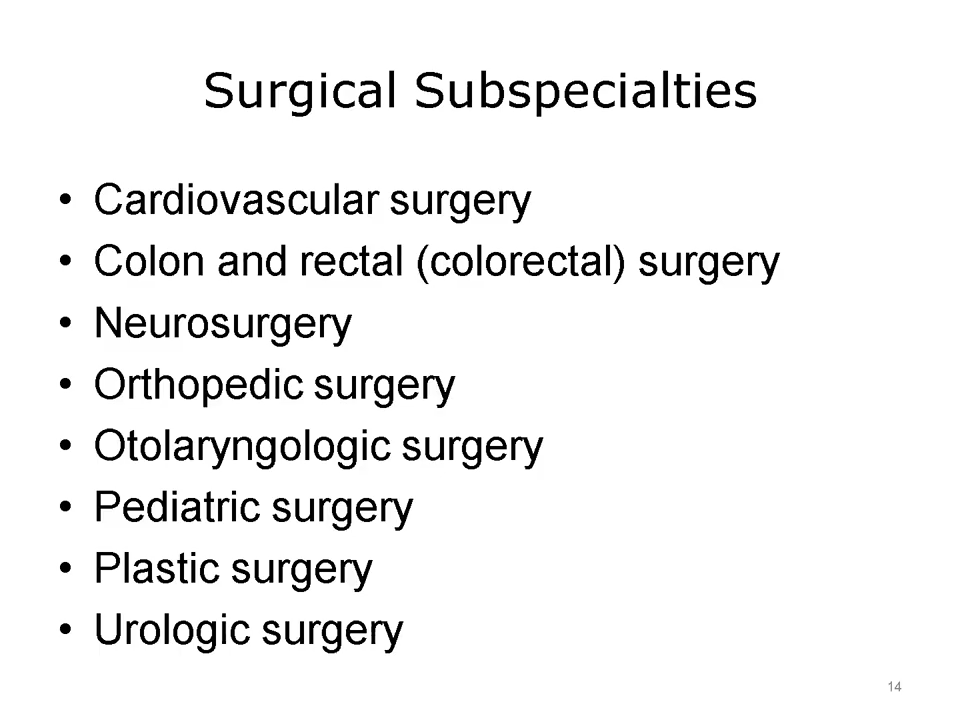 Surgical Subspecialties
• Cardiovascular surgery
• Colon and rectal (colorectal) surgery
• Neurosurgery
• Orthopedic surgery
• Otolaryngologic surgery
• Pediatric surgery
• Plastic surgery
• Urologic surgery
14